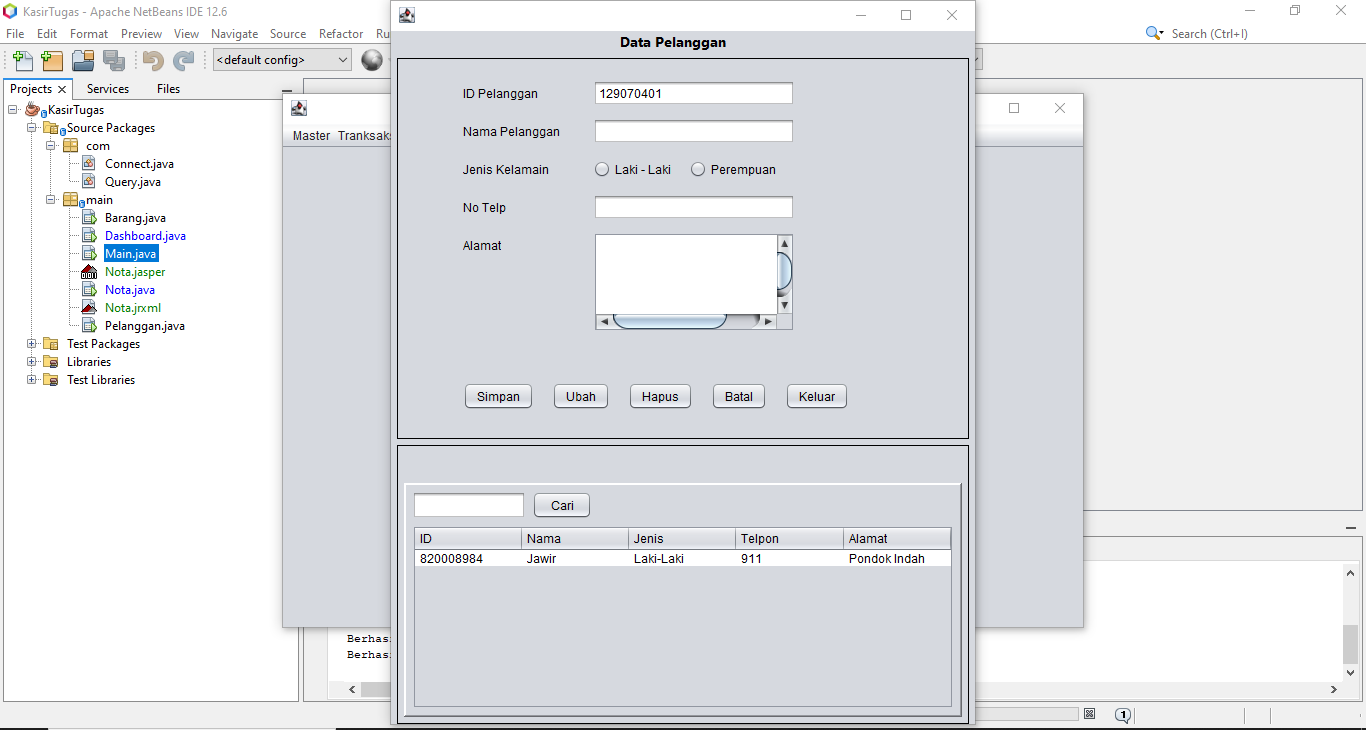 KasirTugas - Apache NetBeans IDE 12.6
File Edit Format Preview View Navigate Source Refactor Ru
Search (Ctrl+I)
<default config>
Projects Services Files
KasirTugas
Source Packages
com
Connect.java
Query.java
main
Barang.java
Dashboard.java
Main.java
Nota.jasper
Nota.java
Nota.jrxml
Pelanggan.java
Test Packages
Libraries
Test Libraries
Master Tranksaks
Data Pelanggan
ID Pelanggan 129070401
Nama Pelanggan
Jenis Kelamain Laki - Laki Perempuan
No Telp
Alamat
Simpan Ubah Hapus Batal Keluar
Cari
ID Nama Jenis Telpon Alamat
820008984 Jawir Laki-Laki 911 Pondok Indah
Berhas
Berhas
1